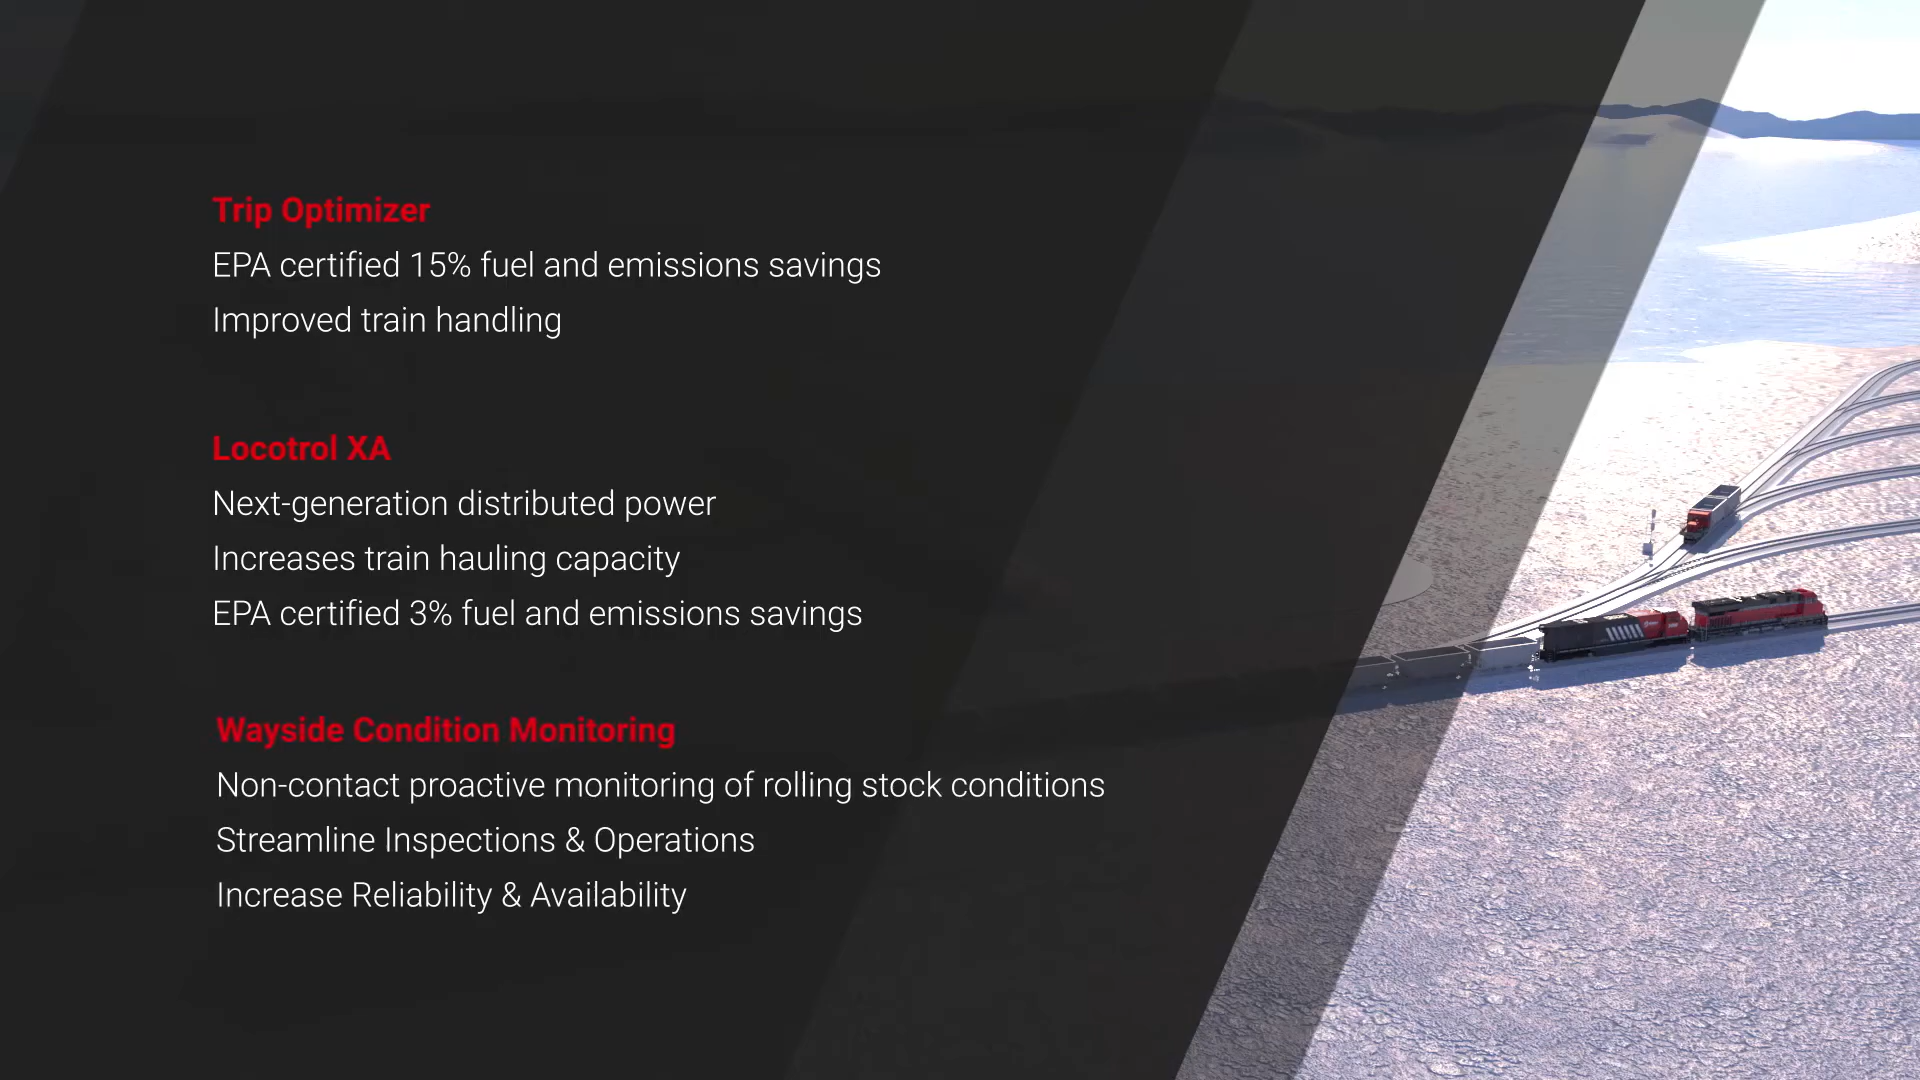 Trip Optimizer
EPA certified 15% fuel and emissions savings
Improved train handling
Locotrol XA
Next-generation distributed power
Increases train hauling capacity
EPA certified 3% fuel and emissions savings
Wayside Condition Monitoring
Non-contact proactive monitoring of rolling stock conditions
Streamline Inspections & Operations
Increase Reliability & Availability